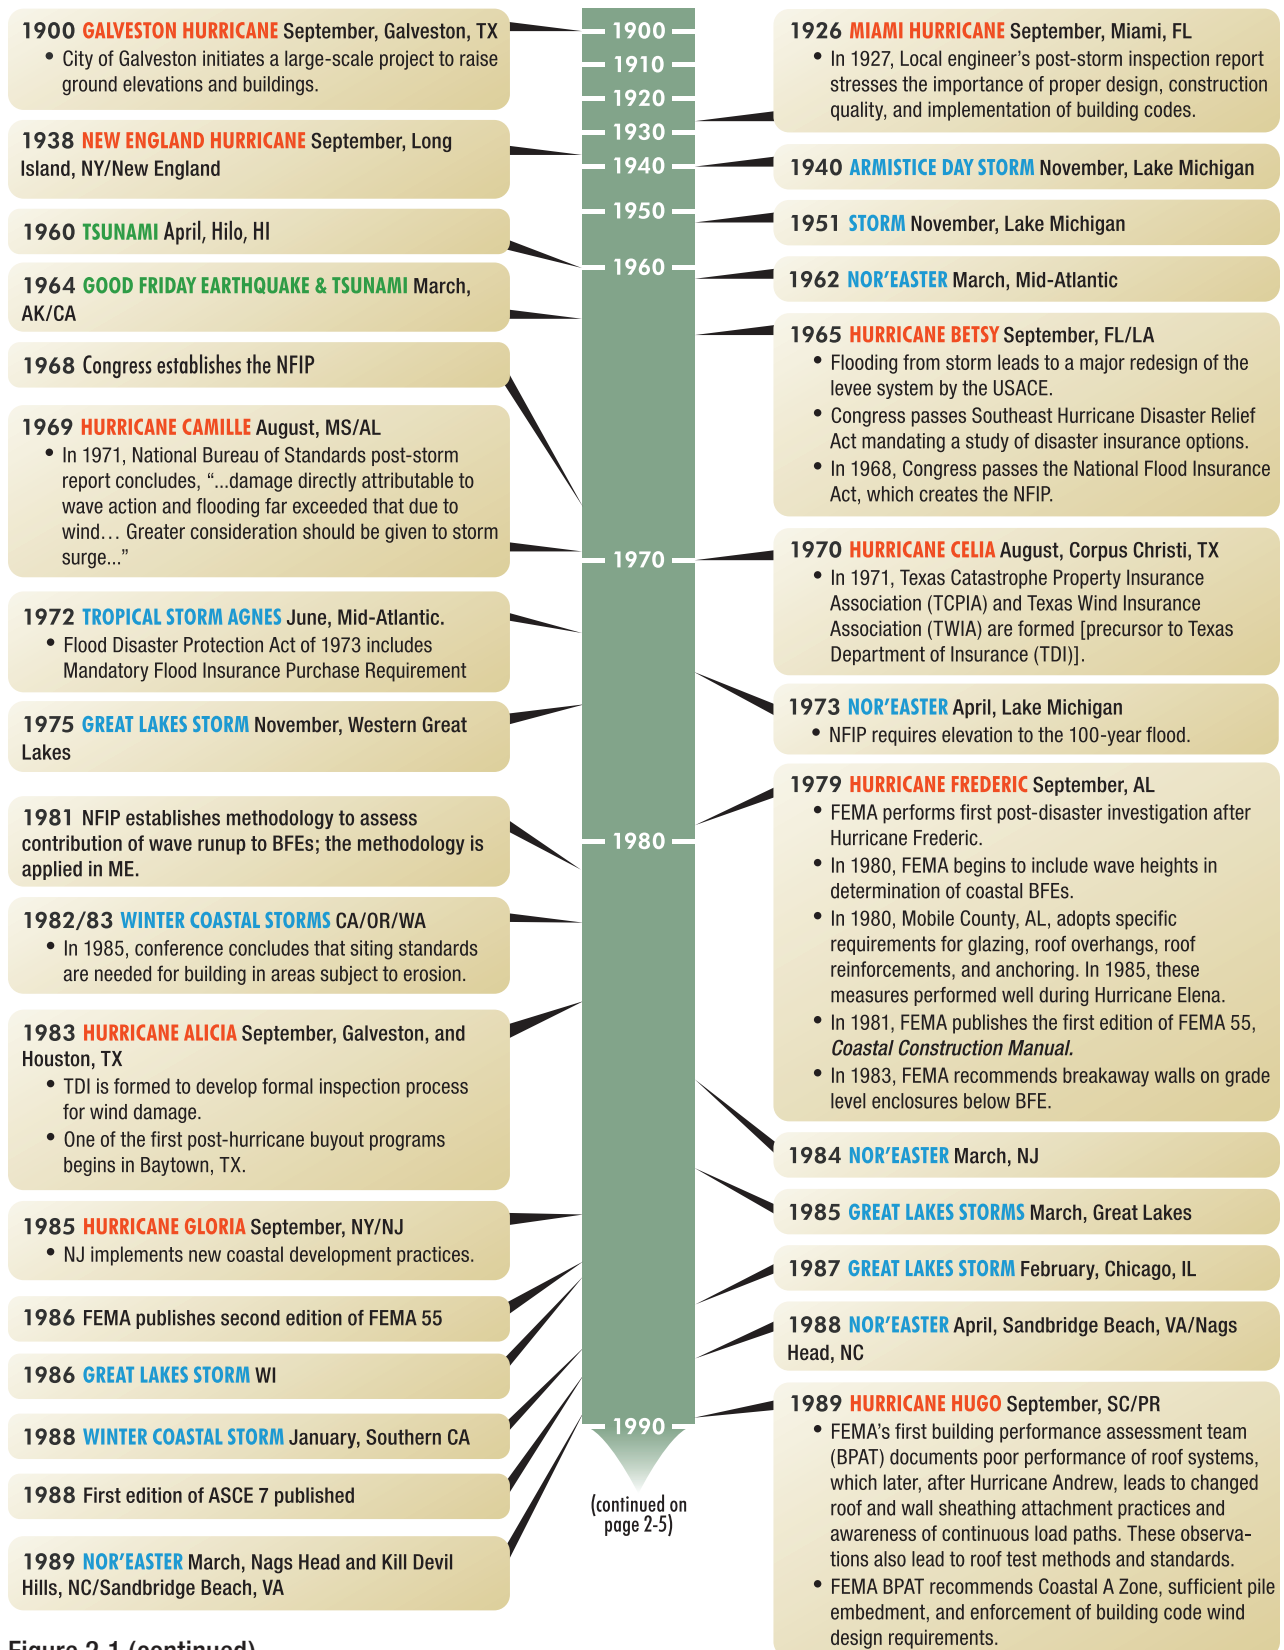 1900 GALVESTON HURRICANE September, Galveston, TX
• City of Galveston initiates a large-scale project to raise
ground elevations and buildings.
1938 NEW ENGLAND HURRICANE September, Long
Island, NY/New England
1960 TSUNAMI April, Hilo, HI
1964 GOOD FRIDAY EARTHQUAKE & TSUNAMI March,
AK/CA
1968 Congress establishes the NFIP
1969 HURRICANE CAMILLE August, MS/AL
• In 1971, National Bureau of Standards post-storm
report concludes, “...damage directly attributable to
wave action and flooding far exceeded that due to
wind... Greater consideration should be given to storm
surge...”
1972 TROPICAL STORM AGNES June, Mid-Atlantic.
• Flood Disaster Protection Act of 1973 includes
Mandatory Flood Insurance Purchase Requirement
1975 GREAT LAKES STORM November, Western Great
Lakes
1981 NFIP establishes methodology to assess
contribution of wave runup to BFEs; the methodology is
applied in ME.
1982/83 WINTER COASTAL STORMS CA/OR/WA
• In 1985, conference concludes that siting standards
are needed for building in areas subject to erosion.
1983 HURRICANE ALICIA September, Galveston, and
Houston, TX
• TDI is formed to develop formal inspection process
for wind damage.
• One of the first post-hurricane buyout programs
begins in Baytown, TX.
1985 HURRICANE GLORIA September, NY/NJ
• NJ implements new coastal development practices.
1986 FEMA publishes second edition of FEMA 55
1986 GREAT LAKES STORM WI
1988 WINTER COASTAL STORM January, Southern CA
1988 First edition of ASCE 7 published
1989 NOR’EASTER March, Nags Head and Kill Devil
Hills, NC/Sandbridge Beach, VA
1900
1910
1920
1930
1940
1950
1960
1970
1980
1990
(continued on
page 2-5)
1926 MIAMI HURRICANE September, Miami, FL
• In 1927, Local engineer’s post-storm inspection report
stresses the importance of proper design, construction
quality, and implementation of building codes.
1940 ARMISTICE DAY STORM November, Lake Michigan
1951 STORM November, Lake Michigan
1962 NOR’EASTER March, Mid-Atlantic
1965 HURRICANE BETSY September, FL/LA
• Flooding from storm leads to a major redesign of the
levee system by the USACE.
• Congress passes Southeast Hurricane Disaster Relief
Act mandating a study of disaster insurance options.
• In 1968, Congress passes the National Flood Insurance
Act, which creates the NFIP.
1970 HURRICANE CELIA August, Corpus Christi, TX
• In 1971, Texas Catastrophe Property Insurance
Association (TCPIA) and Texas Wind Insurance
Association (TWIA) are formed [precursor to Texas
Department of Insurance (TDI)].
1973 NOR’EASTER April, Lake Michigan
• NFIP requires elevation to the 100-year flood.
1979 HURRICANE FREDERIC September, AL
• FEMA performs first post-disaster investigation after
Hurricane Frederic.
• In 1980, FEMA begins to include wave heights in
determination of coastal BFEs.
• In 1980, Mobile County, AL, adopts specific
requirements for glazing, roof overhangs, roof
reinforcements, and anchoring. In 1985, these
measures performed well during Hurricane Elena.
• In 1981, FEMA publishes the first edition of FEMA 55,
Coastal Construction Manual.
• In 1983, FEMA recommends breakaway walls on grade
level enclosures below BFE.
1984 NOR’EASTER March, NJ
1985 GREAT LAKES STORMS March, Great Lakes
1987 GREAT LAKES STORM February, Chicago, IL
1988 NOR’EASTER April, Sandbridge Beach, VA/Nags
Head, NC
1989 HURRICANE HUGO September, SC/PR
• FEMA’s first building performance assessment team
(BPAT) documents poor performance of roof systems,
which later, after Hurricane Andrew, leads to changed
roof and wall sheathing attachment practices and
awareness of continuous load paths. These observa-
tions also lead to roof test methods and standards.
• FEMA BPAT recommends Coastal A Zone, sufficient pile
embedment, and enforcement of building code wind
design requirements.
Figure 2-1 (continued)